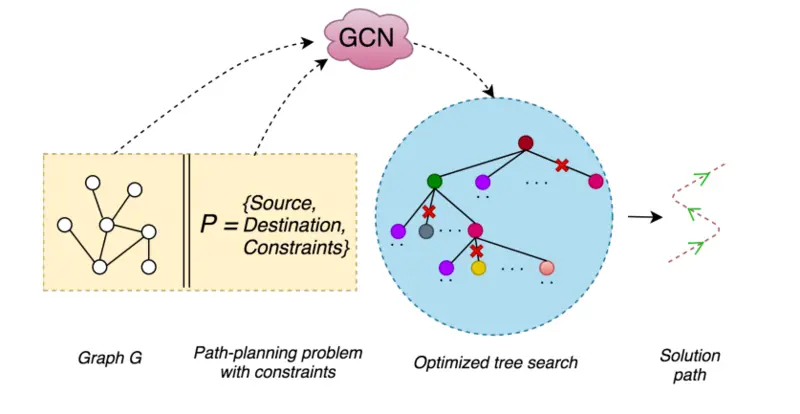 GCN
P = {Source,
Destination,
Constraints}
Graph G
Path-planning problem
with constraints
Optimized tree search
Solution
path